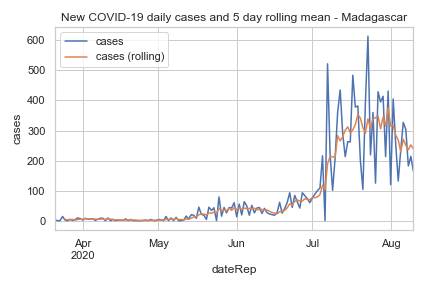 New COVID-19 daily cases and 5 day rolling mean - Madagascar
cases
cases (rolling)
600
500
400
300
200
100
0
cases
Apr
2020
May
Jun
Jul
Aug
dateRep